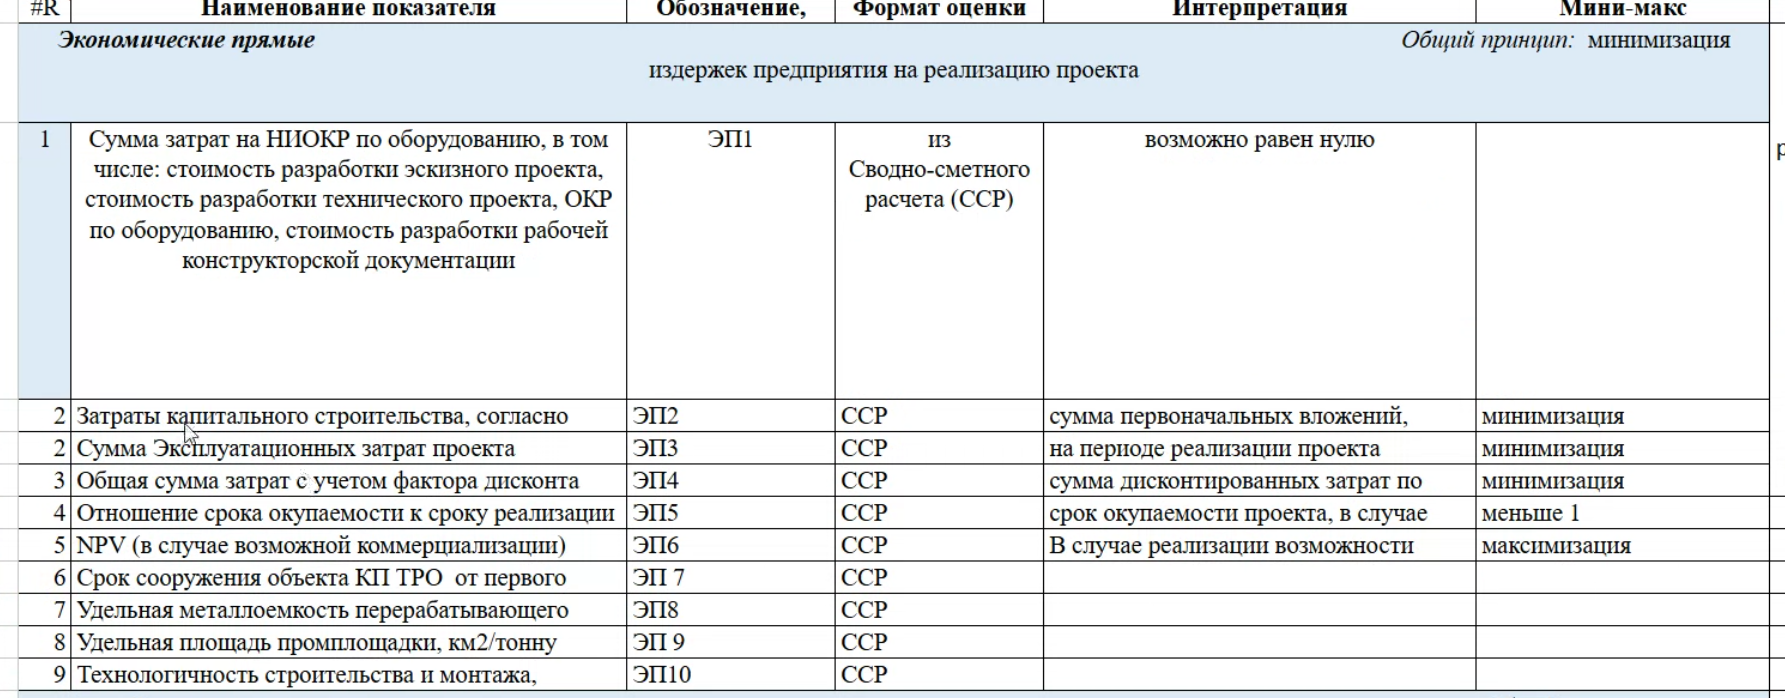 #R Наименование показателя Обозначение, Формат оценки Интерпретация Мини-макс
Экономические прямые Общий принцип: минимизация
издержек предприятия на реализацию проекта
1 Сумма затрат на НИОКР по оборудованию, в том ЭП1 из возможно равен нулю
числе: стоимость разработки эскизного проекта, Сводно-сметного
стоимость разработки технического проекта, ОКР расчета (ССР)
по оборудованию, стоимость разработки рабочей
конструкторской документации
2 Затраты капитального строительства, согласно ЭП2 ССР сумма первоначальных вложений, минимизация
2 Сумма Эксплуатационных затрат проекта ЭП3 ССР на периоде реализации проекта минимизация
3 Общая сумма затрат с учетом фактора дисконта ЭП4 ССР сумма дисконтированных затрат по минимизация
4 Отношение срока окупаемости к сроку реализации ЭП5 ССР срок окупаемости проекта, в случае меньше 1
5 NPV (в случае возможной коммерциализации) ЭП6 ССР В случае реализации возможности максимизация
6 Срок сооружения объекта КП ТРО от первого ЭП 7 ССР
7 Удельная металлоемкость перерабатывающего ЭП8 ССР
8 Удельная площадь промплощадки, км2/тонну ЭП 9 ССР
9 Технологичность строительства и монтажа, ЭП10 ССР